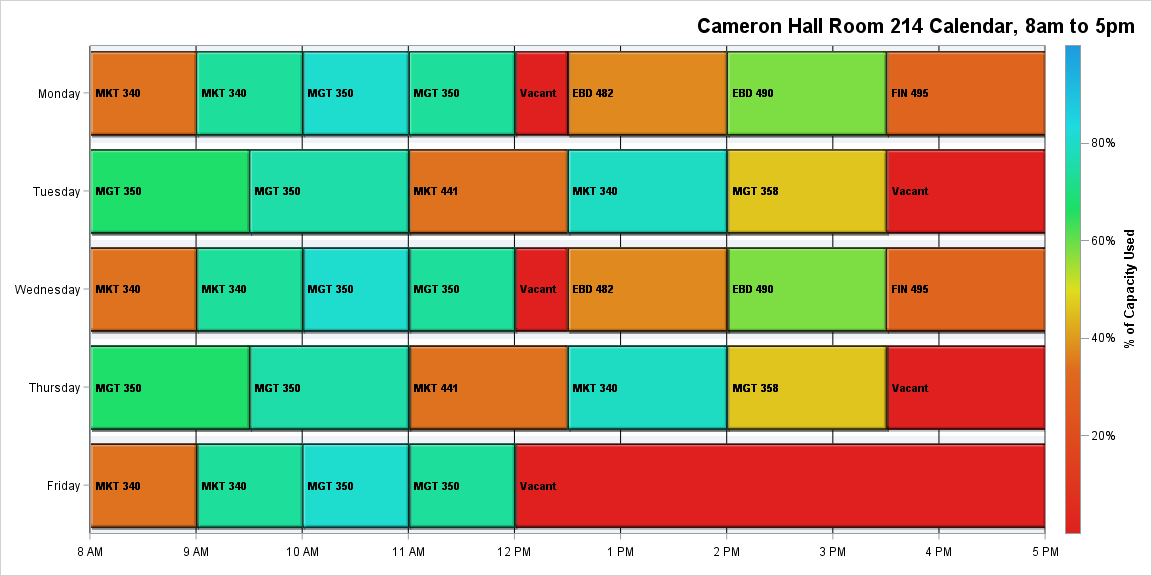 Cameron Hall Room 214 Calendar, 8am to 5pm
Monday
MKT 340
MKT 340
MGT 350
MGT 350
Vacant
EBD 482
EBD 490
FIN 495
Tuesday
MGT 350
MGT 350
MKT 441
MKT 340
MGT 358
Vacant
Wednesday
MKT 340
MKT 340
MGT 350
MGT 350
Vacant
EBD 482
EBD 490
FIN 495
Thursday
MGT 350
MGT 350
MKT 441
MKT 340
MGT 358
Vacant
Friday
MKT 340
MKT 340
MGT 350
MGT 350
Vacant
8 AM
9 AM
10 AM
11 AM
12 PM
1 PM
2 PM
3 PM
4 PM
5 PM
80%
60%
40%
20%
% of Capacity Used